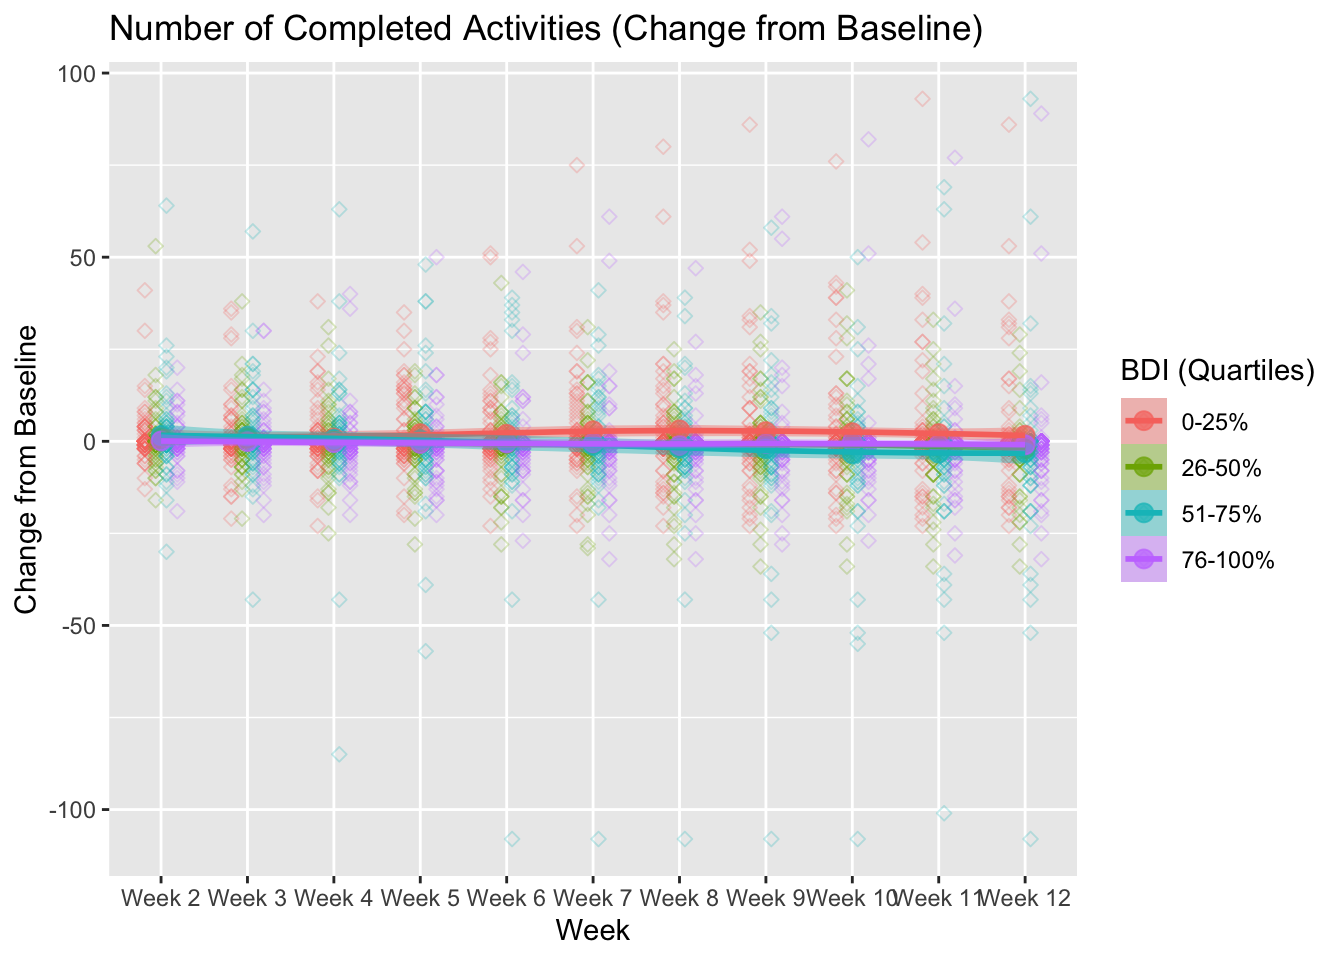 Number of Completed Activities (Change from Baseline)
100
50
0
-50
-100
Change from Baseline
Week 2 Week 3 Week 4 Week 5 Week 6 Week 7 Week 8 Week 9 Week 10 Week 11 Week 12
Week
BDI (Quartiles)
0-25%
26-50%
51-75%
76-100%